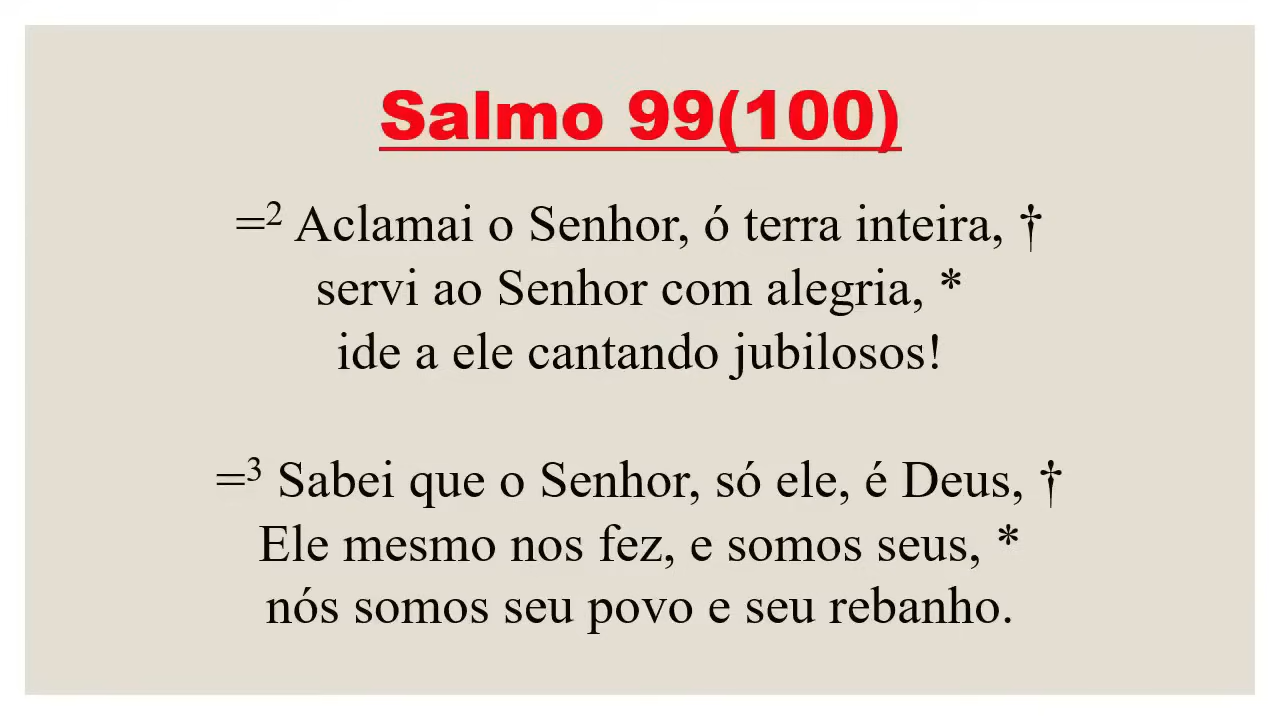 Salmo 99(100)
=² Aclamai o Senhor, ó terra inteira, †
servi ao Senhor com alegria, *
ide a ele cantando jubilosos!
=³ Sabei que o Senhor, só ele, é Deus, †
Ele mesmo nos fez, e somos seus, *
nós somos seu povo e seu rebanho.